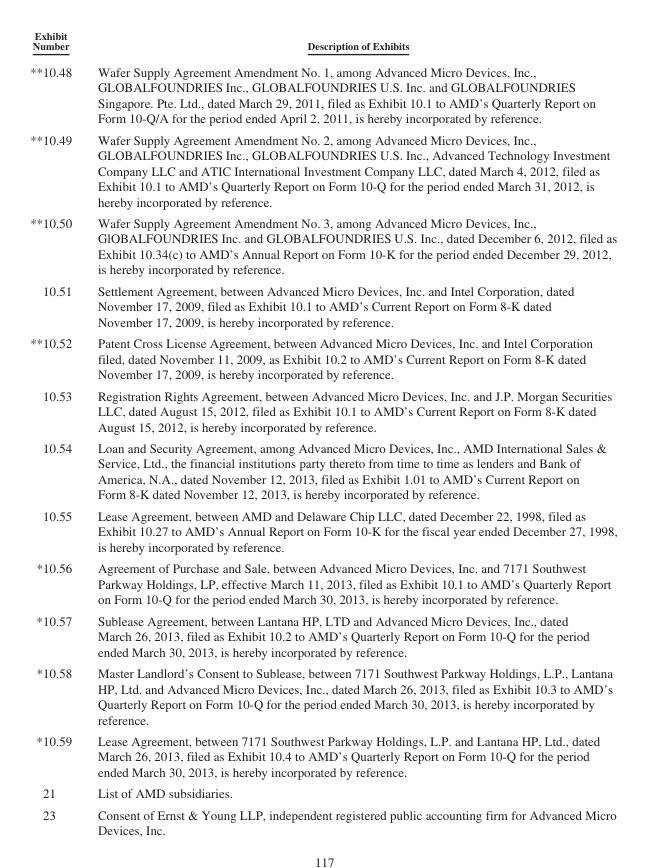 Exhibit
Number Description of Exhibits
**10.48 Wafer Supply Agreement Amendment No. 1, among Advanced Micro Devices, Inc.,
GLOBALFOUNDRIES Inc., GLOBALFOUNDRIES U.S. Inc. and GLOBALFOUNDRIES
Singapore. Pte. Ltd., dated March 29, 2011, filed as Exhibit 10.1 to AMD's Quarterly Report on
Form 10-Q/A for the period ended April 2, 2011, is hereby incorporated by reference.
**10.49 Wafer Supply Agreement Amendment No. 2, among Advanced Micro Devices, Inc.,
GLOBALFOUNDRIES Inc., GLOBALFOUNDRIES U.S. Inc., Advanced Technology Investment
Company LLC and ATIC International Investment Company LLC, dated March 4, 2012, filed as
Exhibit 10.1 to AMD's Quarterly Report on Form 10-Q for the period ended March 31, 2012, is
hereby incorporated by reference.
**10.50 Wafer Supply Agreement Amendment No. 3, among Advanced Micro Devices, Inc.,
GlOBALFOUNDRIES Inc. and GLOBALFOUNDRIES U.S. Inc., dated December 6, 2012, filed as
Exhibit 10.34(c) to AMD's Annual Report on Form 10-K for the period ended December 29, 2012,
is hereby incorporated by reference.
10.51 Settlement Agreement, between Advanced Micro Devices, Inc. and Intel Corporation, dated
November 17, 2009, filed as Exhibit 10.1 to AMD's Current Report on Form 8-K dated
November 17, 2009, is hereby incorporated by reference.
**10.52 Patent Cross License Agreement, between Advanced Micro Devices, Inc. and Intel Corporation
filed, dated November 11, 2009, as Exhibit 10.2 to AMD's Current Report on Form 8-K dated
November 17, 2009, is hereby incorporated by reference.
10.53 Registration Rights Agreement, between Advanced Micro Devices, Inc. and J.P. Morgan Securities
LLC, dated August 15, 2012, filed as Exhibit 10.1 to AMD's Current Report on Form 8-K dated
August 15, 2012, is hereby incorporated by reference.
10.54 Loan and Security Agreement, among Advanced Micro Devices, Inc., AMD International Sales &
Service, Ltd., the financial institutions party thereto from time to time as lenders and Bank of
America, N.A., dated November 12, 2013, filed as Exhibit 1.01 to AMD's Current Report on
Form 8-K dated November 12, 2013, is hereby incorporated by reference.
10.55 Lease Agreement, between AMD and Delaware Chip LLC, dated December 22, 1998, filed as
Exhibit 10.27 to AMD's Annual Report on Form 10-K for the fiscal year ended December 27, 1998,
is hereby incorporated by reference.
*10.56 Agreement of Purchase and Sale, between Advanced Micro Devices, Inc. and 7171 Southwest
Parkway Holdings, LP, effective March 11, 2013, filed as Exhibit 10.1 to AMD's Quarterly Report
on Form 10-Q for the period ended March 30, 2013, is hereby incorporated by reference.
*10.57 Sublease Agreement, between Lantana HP, LTD and Advanced Micro Devices, Inc., dated
March 26, 2013, filed as Exhibit 10.2 to AMD's Quarterly Report on Form 10-Q for the period
ended March 30, 2013, is hereby incorporated by reference.
*10.58 Master Landlord's Consent to Sublease, between 7171 Southwest Parkway Holdings, L.P., Lantana
HP, Ltd. and Advanced Micro Devices, Inc., dated March 26, 2013, filed as Exhibit 10.3 to AMD's
Quarterly Report on Form 10-Q for the period ended March 30, 2013, is hereby incorporated by
reference.
*10.59 Lease Agreement, between 7171 Southwest Parkway Holdings, L.P. and Lantana HP, Ltd., dated
March 26, 2013, filed as Exhibit 10.4 to AMD's Quarterly Report on Form 10-Q for the period
ended March 30, 2013, is hereby incorporated by reference.
21 List of AMD subsidiaries.
23 Consent of Ernst & Young LLP, independent registered public accounting firm for Advanced Micro
Devices, Inc.
117